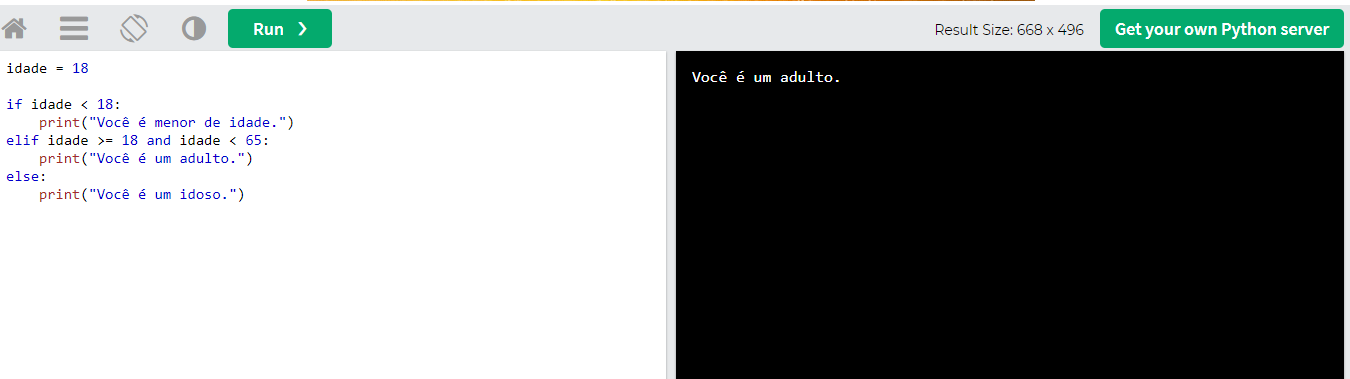 Run ❯
Result Size: 668 x 496
Get your own Python server
idade = 18
if idade < 18:
    print("Você é menor de idade.")
elif idade >= 18 and idade < 65:
    print("Você é um adulto.")
else:
    print("Você é um idoso.")
Você é um adulto.